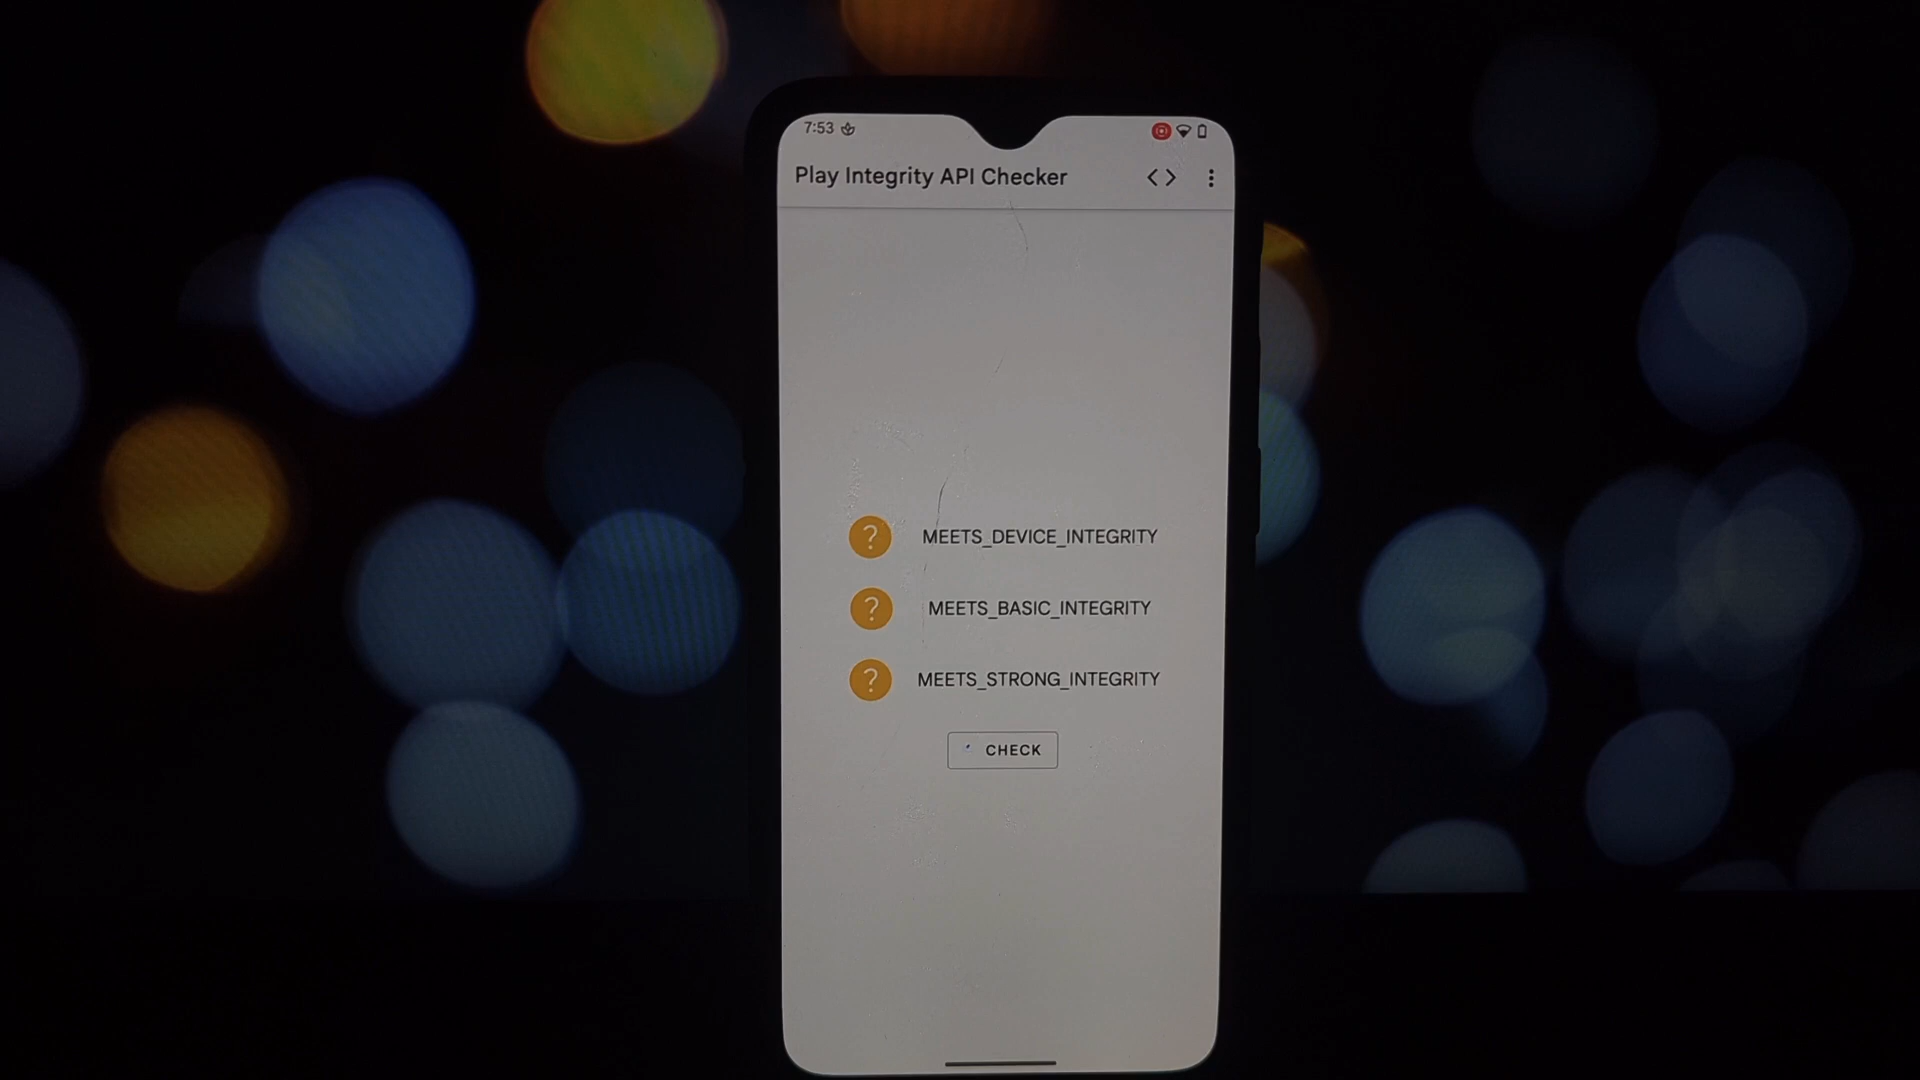 7:53
Play Integrity API Checker
MEETS_DEVICE_INTEGRITY
MEETS_BASIC_INTEGRITY
MEETS_STRONG_INTEGRITY
CHECK